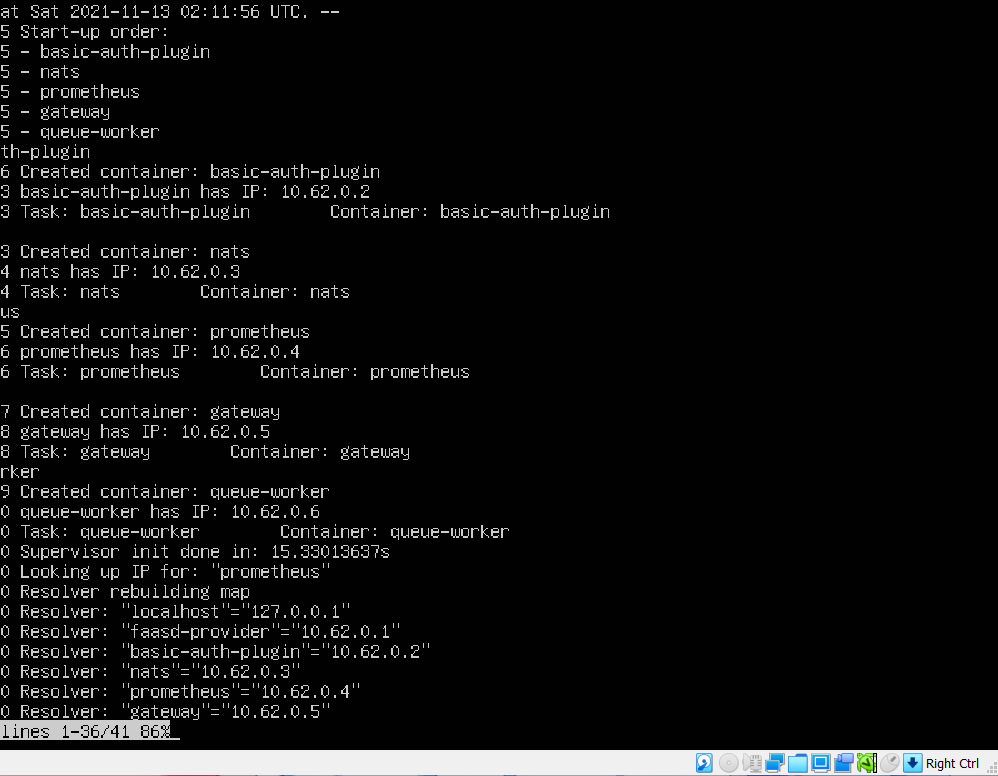 at Sat 2021-11-13 02:11:56 UTC. --
5 Start-up order:
5 - basic-auth-plugin
5 - nats
5 - prometheus
5 - gateway
5 - queue-worker
th-plugin
6 Created container: basic-auth-plugin
3 basic-auth-plugin has IP: 10.62.0.2
3 Task: basic-auth-plugin        Container: basic-auth-plugin
3 Created container: nats
4 nats has IP: 10.62.0.3
4 Task: nats        Container: nats
us
5 Created container: prometheus
6 prometheus has IP: 10.62.0.4
6 Task: prometheus        Container: prometheus
7 Created container: gateway
8 gateway has IP: 10.62.0.5
8 Task: gateway        Container: gateway
rker
9 Created container: queue-worker
0 queue-worker has IP: 10.62.0.6
0 Task: queue-worker        Container: queue-worker
0 Supervisor init done in: 15.33013637s
0 Looking up IP for: "prometheus"
0 Resolver rebuilding map
0 Resolver: "localhost"="127.0.0.1"
0 Resolver: "faasd-provider"="10.62.0.1"
0 Resolver: "basic-auth-plugin"="10.62.0.2"
0 Resolver: "nats"="10.62.0.3"
0 Resolver: "prometheus"="10.62.0.4"
0 Resolver: "gateway"="10.62.0.5"
lines 1-36/41 86%
Right Ctrl